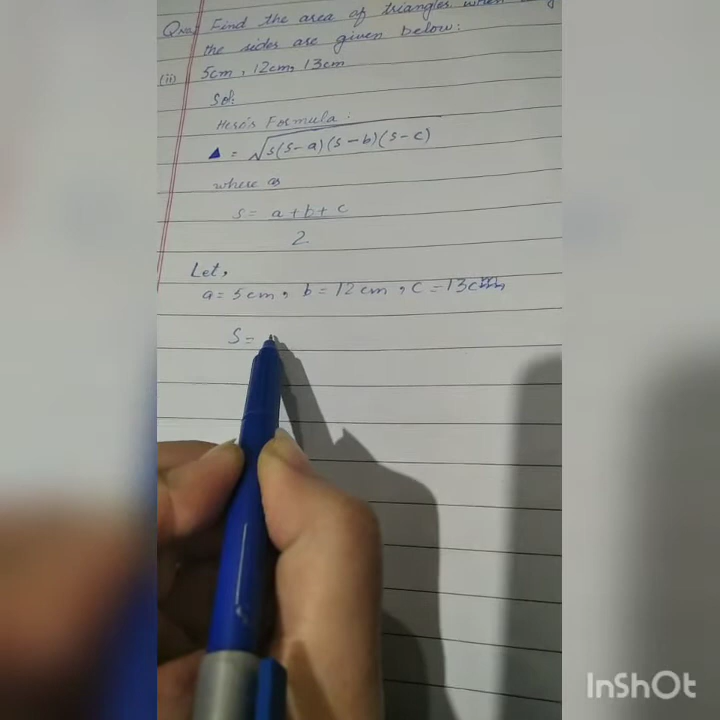 Q No. Find the area of triangles when
the sides are given below:
(ii) 5cm, 12cm, 13cm
Sol:
Hero's Formula:
▲ = √s(s-a)(s-b)(s-c)
where as
S = a+b+c
2
Let,
a = 5cm, b = 12cm, c = 13cm
S =
InShOt